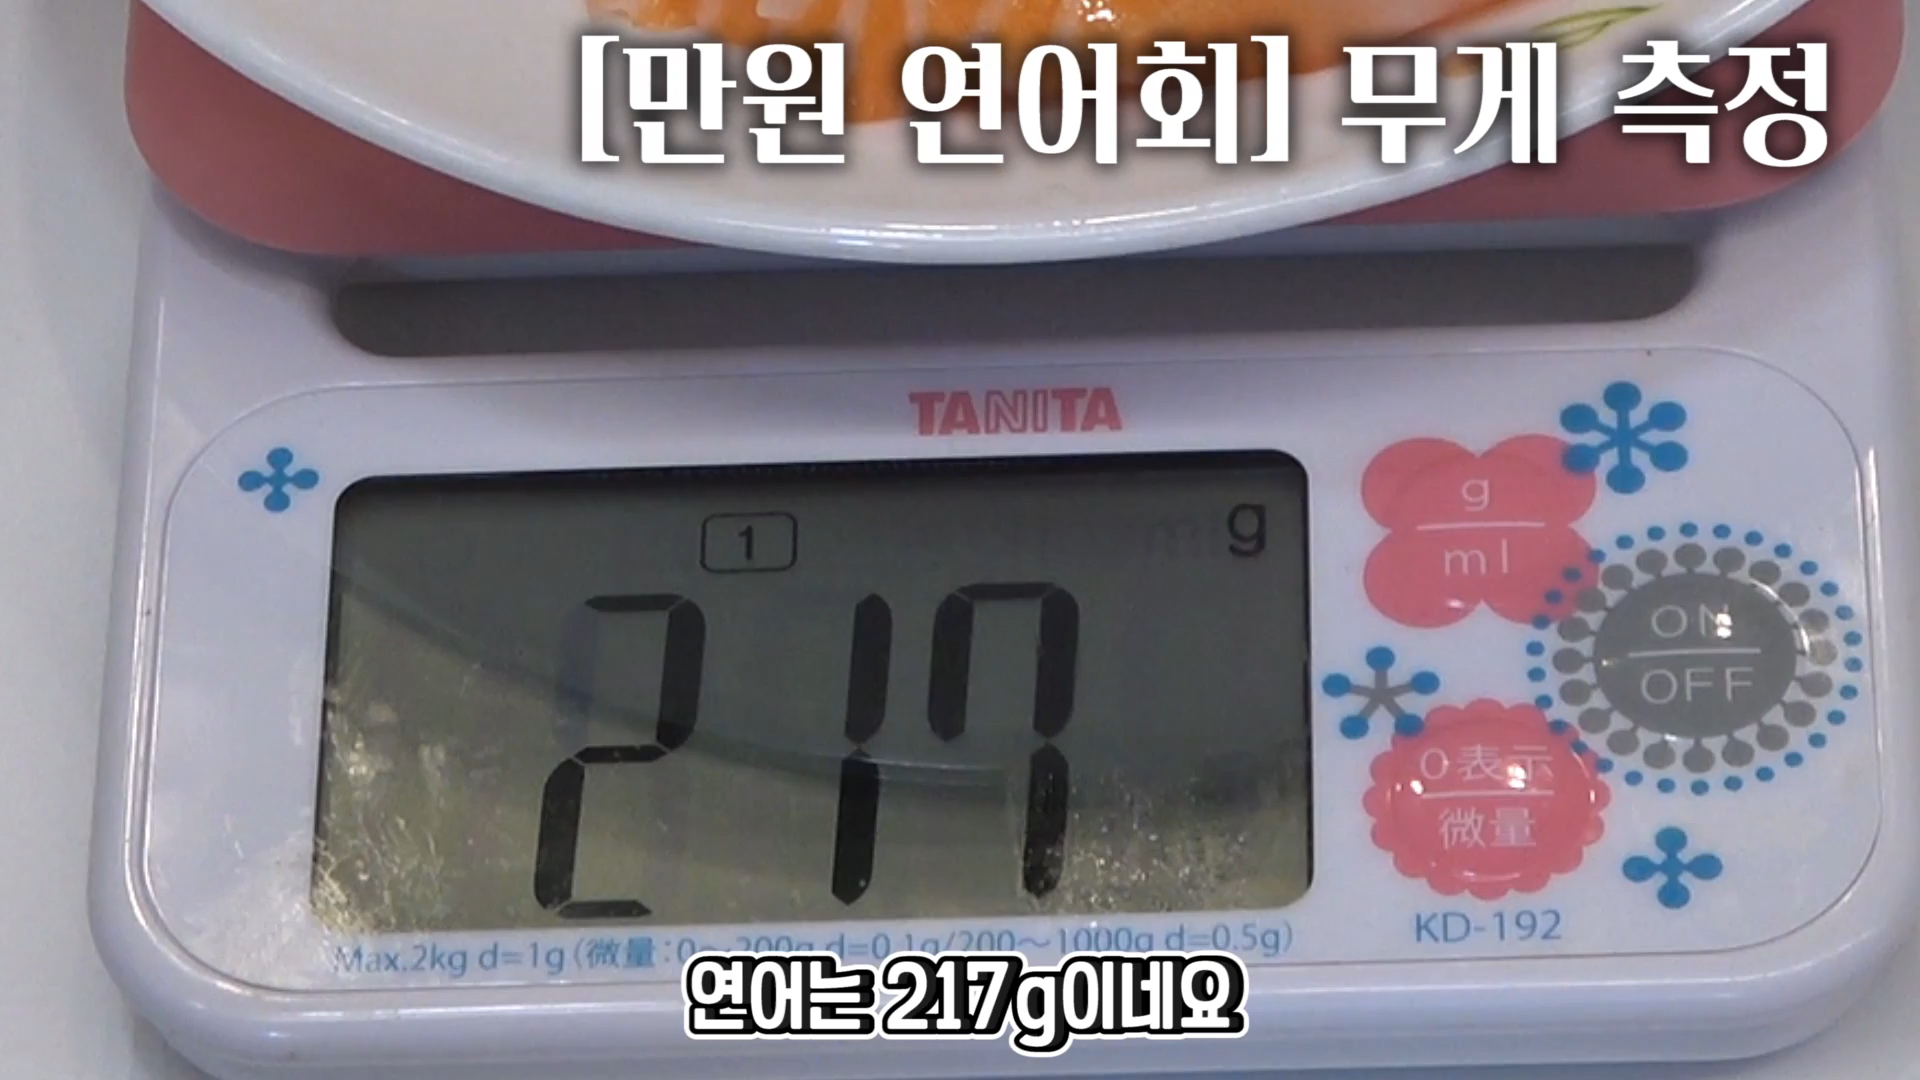 [만원 연어회] 무게 측정
TANITA
1
g
217
g
ml
ON
OFF
0表示
微量
KD-192
Max.2kg d=1g (微量:0~200g d=0.1g/200~1000g d=0.5g)
연어는 217g이네요